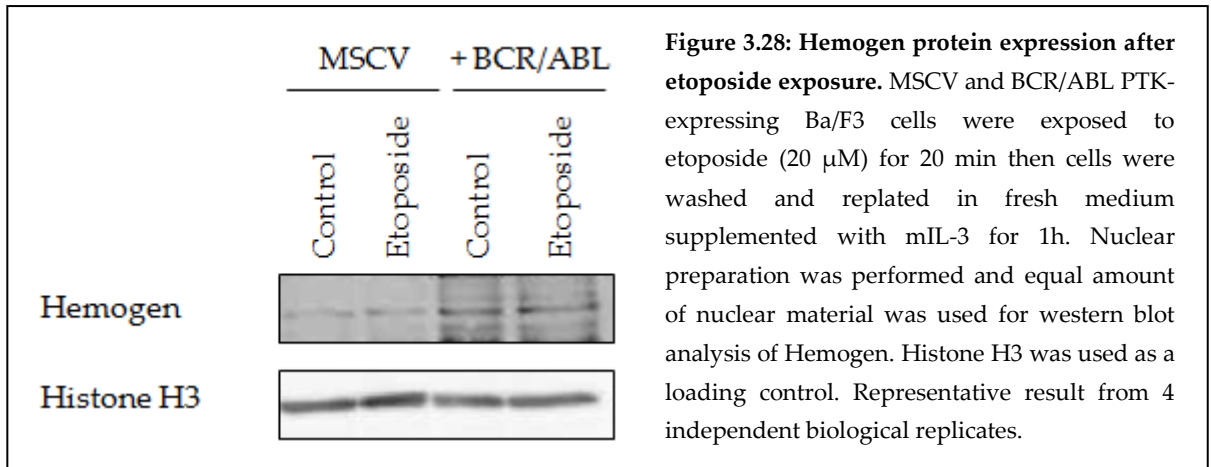 MSCV + BCR/ABL
Control
Etoposide
Control
Etoposide
Hemogen
Histone H3
Figure 3.28: Hemogen protein expression after
etoposide exposure. MSCV and BCR/ABL PTK-
expressing Ba/F3 cells were exposed to
etoposide (20 μM) for 20 min then cells were
washed and replated in fresh medium
supplemented with mIL-3 for 1h. Nuclear
preparation was performed and equal amount
of nuclear material was used for western blot
analysis of Hemogen. Histone H3 was used as a
loading control. Representative result from 4
independent biological replicates.